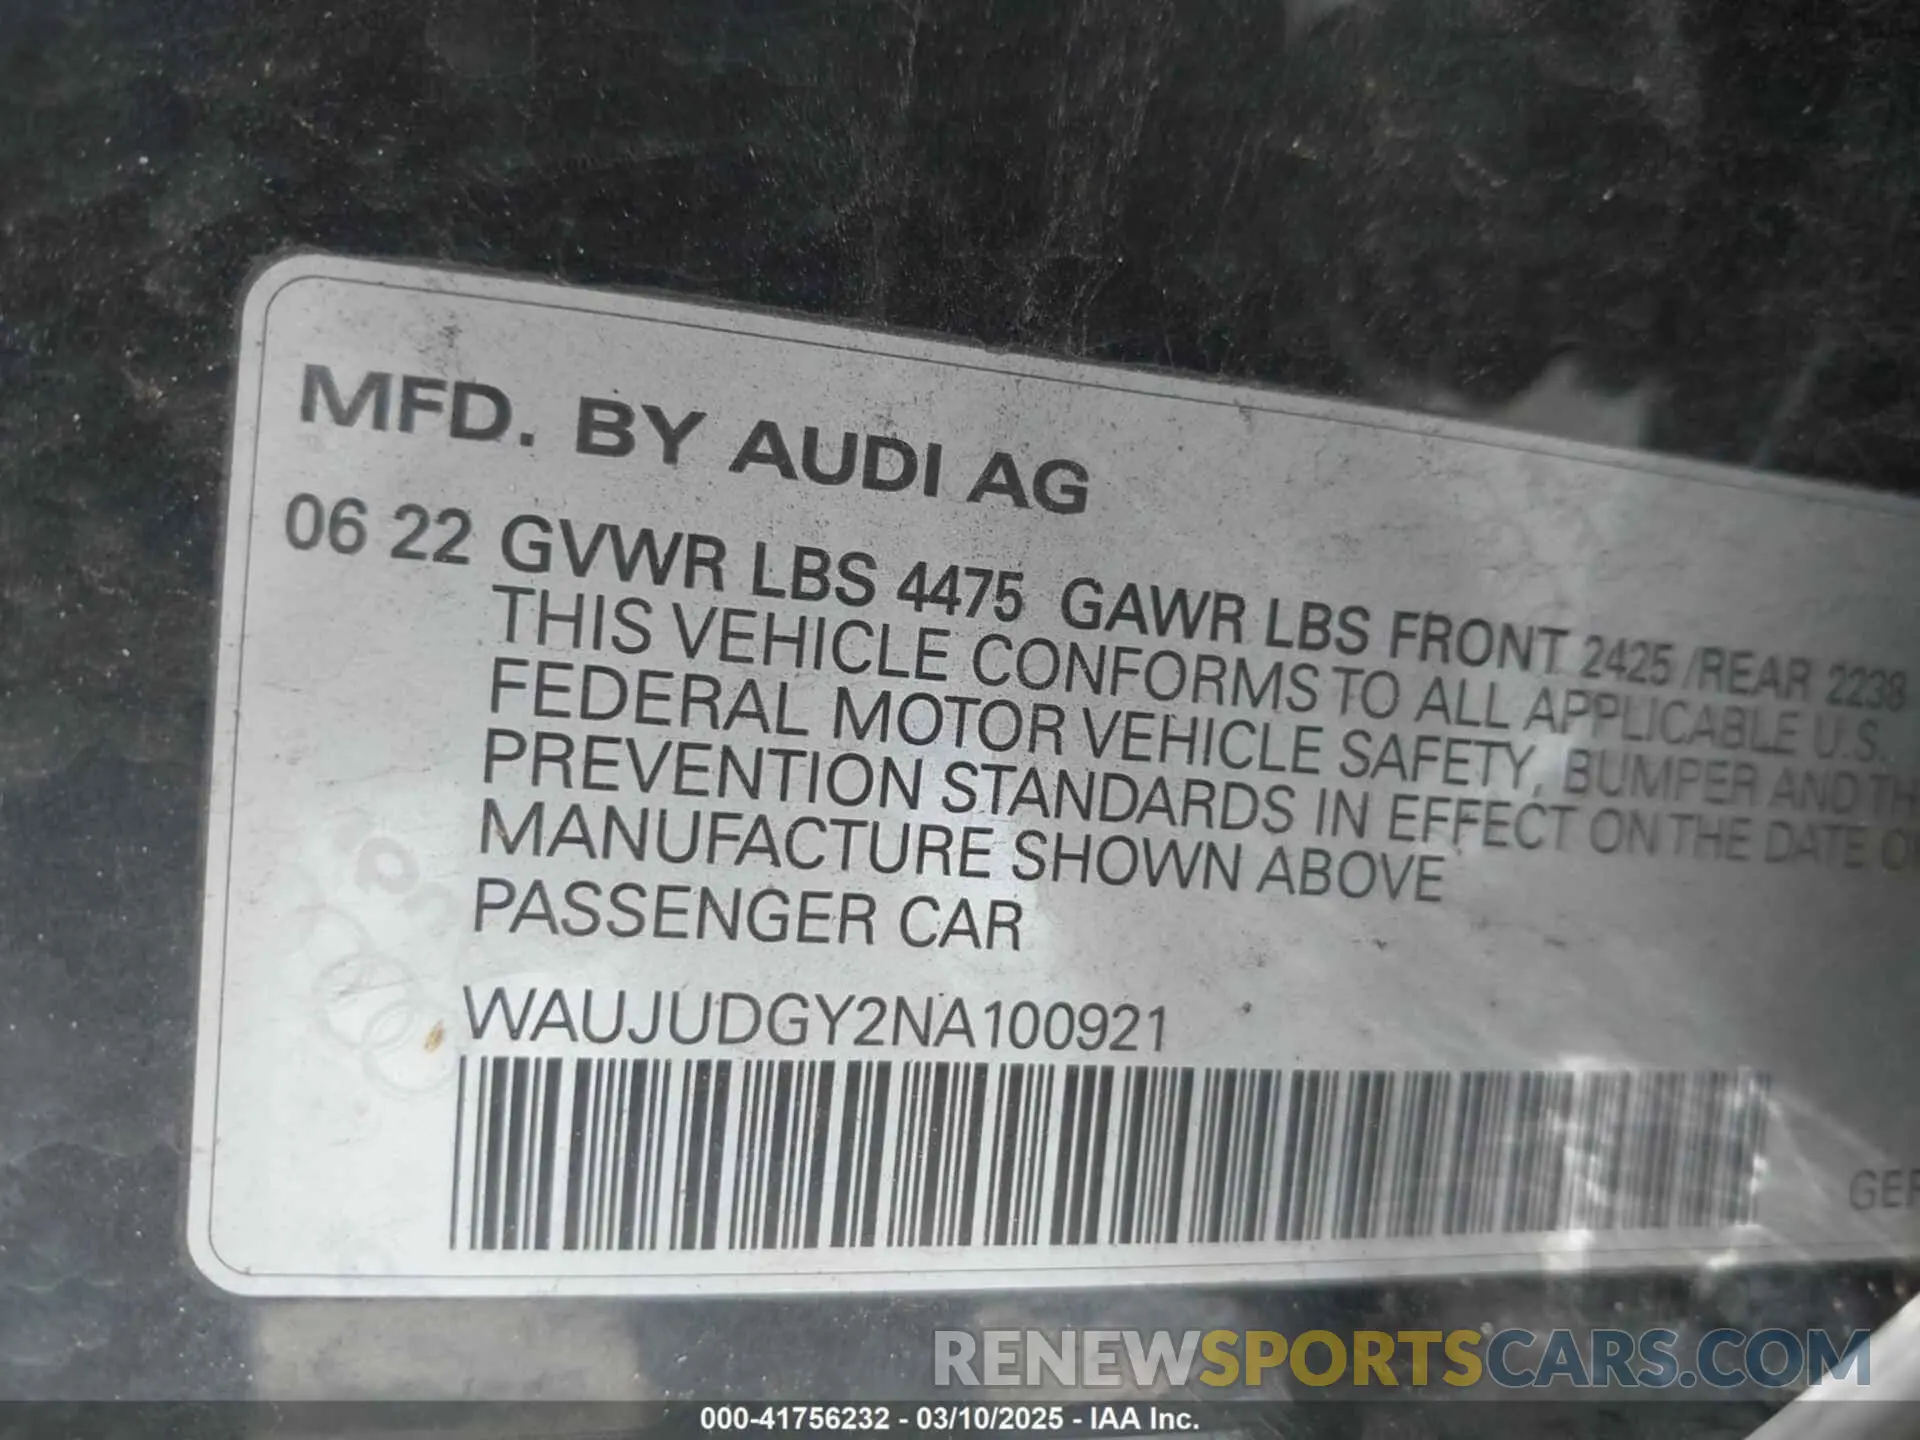 MFD. BY AUDI AG
06 22 GVWR LBS 4475 GAWR LBS FRONT 2425 /REAR 2238
THIS VEHICLE CONFORMS TO ALL APPLICABLE U.S.
FEDERAL MOTOR VEHICLE SAFETY, BUMPER AND TH
PREVENTION STANDARDS IN EFFECT ON THE DATE O
MANUFACTURE SHOWN ABOVE
PASSENGER CAR
WAUJUDGY2NA100921
GER
RENEWSPORTSCARS.COM
000-41756232 - 03/10/2025 - IAA Inc.